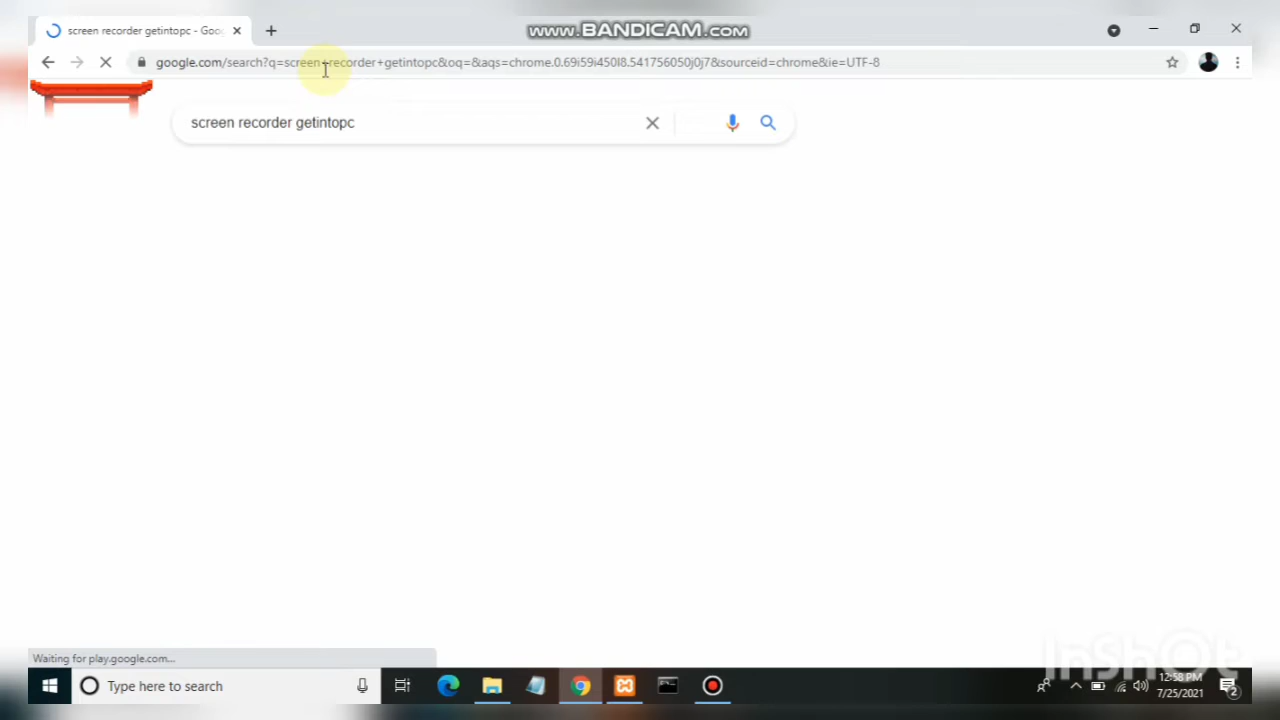 screen recorder getintopc - Goo
www.BANDICAM.com
google.com/search?q=screen+recorder+getintopc&oq=&aqs=chrome.0.69i59i450l8.541756050j0j7&sourceid=chrome&ie=UTF-8
screen recorder getintopc
Waiting for play.google.com...
InShOt
Type here to search
12:58 PM
7/25/2021
2